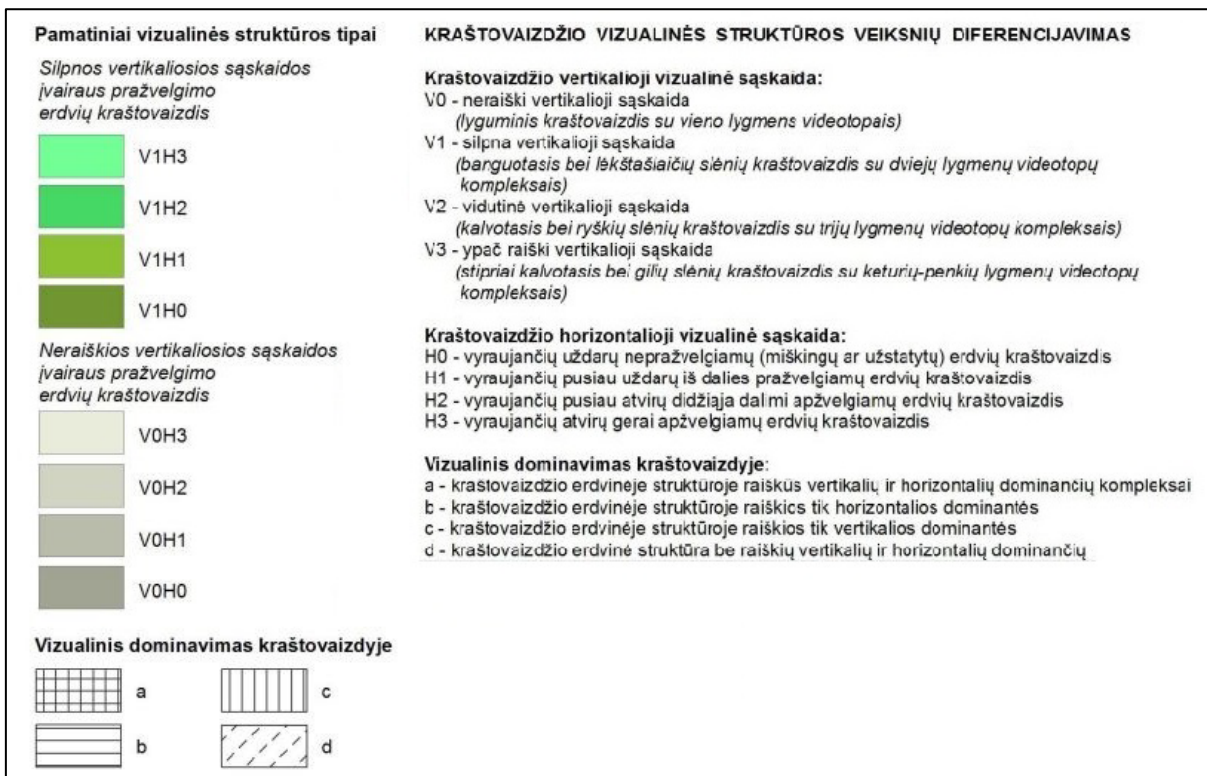 Pamatiniai vizualinės struktūros tipai
Silpnos vertikaliosios sąskaidos
įvairaus pražvelgimo
erdvių kraštovaizdis
V1H3
V1H2
V1H1
V1H0
Neraiškios vertikaliosios sąskaidos
įvairaus pražvelgimo
erdvių kraštovaizdis
V0H3
V0H2
V0H1
V0H0
Vizualinis dominavimas kraštovaizdyje
a
c
b
d
KRAŠTOVAIZDŽIO VIZUALINĖS STRUKTŪROS VEIKSNIŲ DIFERENCIJAVIMAS
Kraštovaizdžio vertikalioji vizualinė sąskaida:
V0 - neraiški vertikalioji sąskaida
(lyguminis kraštovaizdis su vieno lygmens videotopais)
V1 - silpna vertikalioji sąskaida
(banguotasis bei lėkštašlaičių slėnių kraštovaizdis su dviejų lygmenų videotopų
kompleksais)
V2 - vidutinė vertikalioji sąskaida
(kalvotasis bei ryškių slėnių kraštovaizdis su trijų lygmenų videotopų kompleksais)
V3 - ypač raiški vertikalioji sąskaida
(stipriai kalvotasis bei gilių slėnių kraštovaizdis su keturių-penkių lygmenų videotopų
kompleksais)
Kraštovaizdžio horizontalioji vizualinė sąskaida:
H0 - vyraujančių uždarų nepražvelgiamų (miškingų ar užstatytų) erdvių kraštovaizdis
H1 - vyraujančių pusiau uždarų iš dalies pražvelgiamų erdvių kraštovaizdis
H2 - vyraujančių pusiau atvirų didžiąja dalimi apžvelgiamų erdvių kraštovaizdis
H3 - vyraujančių atvirų gerai apžvelgiamų erdvių kraštovaizdis
Vizualinis dominavimas kraštovaizdyje:
a - kraštovaizdžio erdvinėje struktūroje raiškūs vertikalių ir horizontalių dominančių kompleksai
b - kraštovaizdžio erdvinėje struktūroje raiškios tik horizontalios dominantės
c - kraštovaizdžio erdvinėje struktūroje raiškios tik vertikalios dominantės
d - kraštovaizdžio erdvinė struktūra be raiškių vertikalių ir horizontalių dominančių